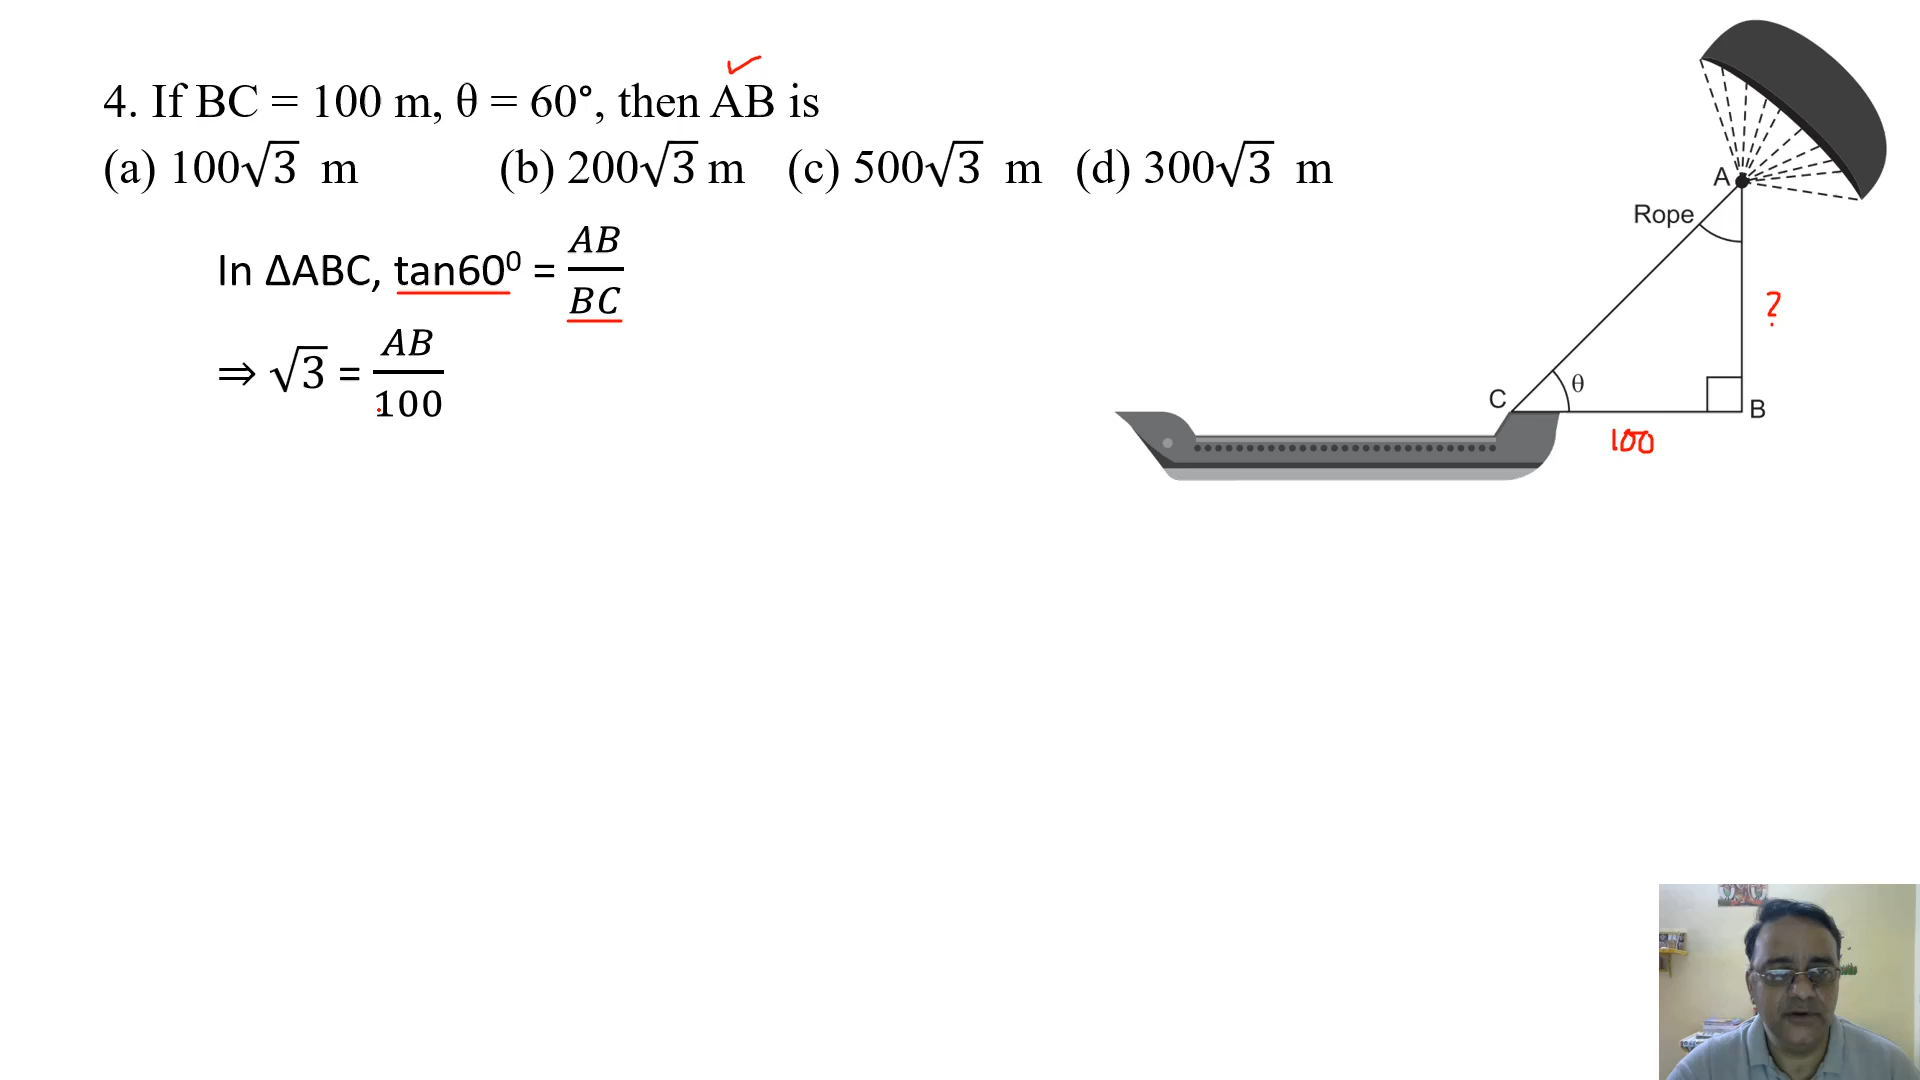 4. If BC = 100 m, θ = 60°, then AB is
(a) 100√3 m (b) 200√3 m (c) 500√3 m (d) 300√3 m
In ΔABC, tan60⁰ = AB/BC
⇒ √3 = AB/100
A
Rope
?
θ
C
B
100